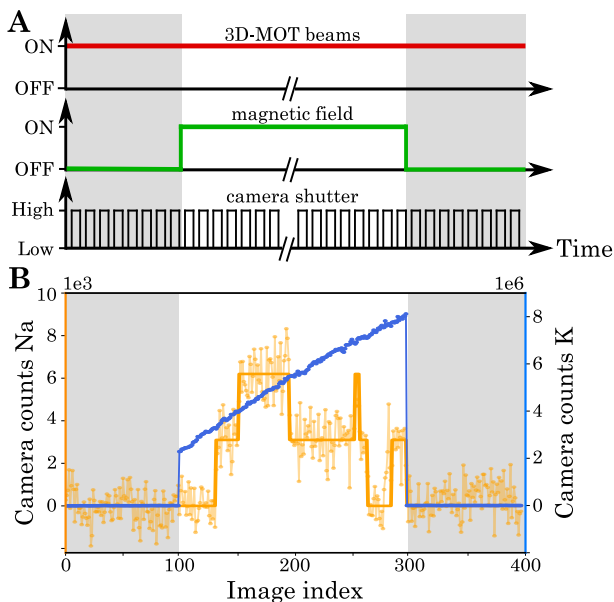 A
3D-MOT beams
ON
OFF
magnetic field
ON
OFF
camera shutter
High
Low
Time
B
1e3
1e6
10
8
6
4
2
0
8
6
4
2
0
Camera counts Na
Camera counts K
0
100
200
300
400
Image index